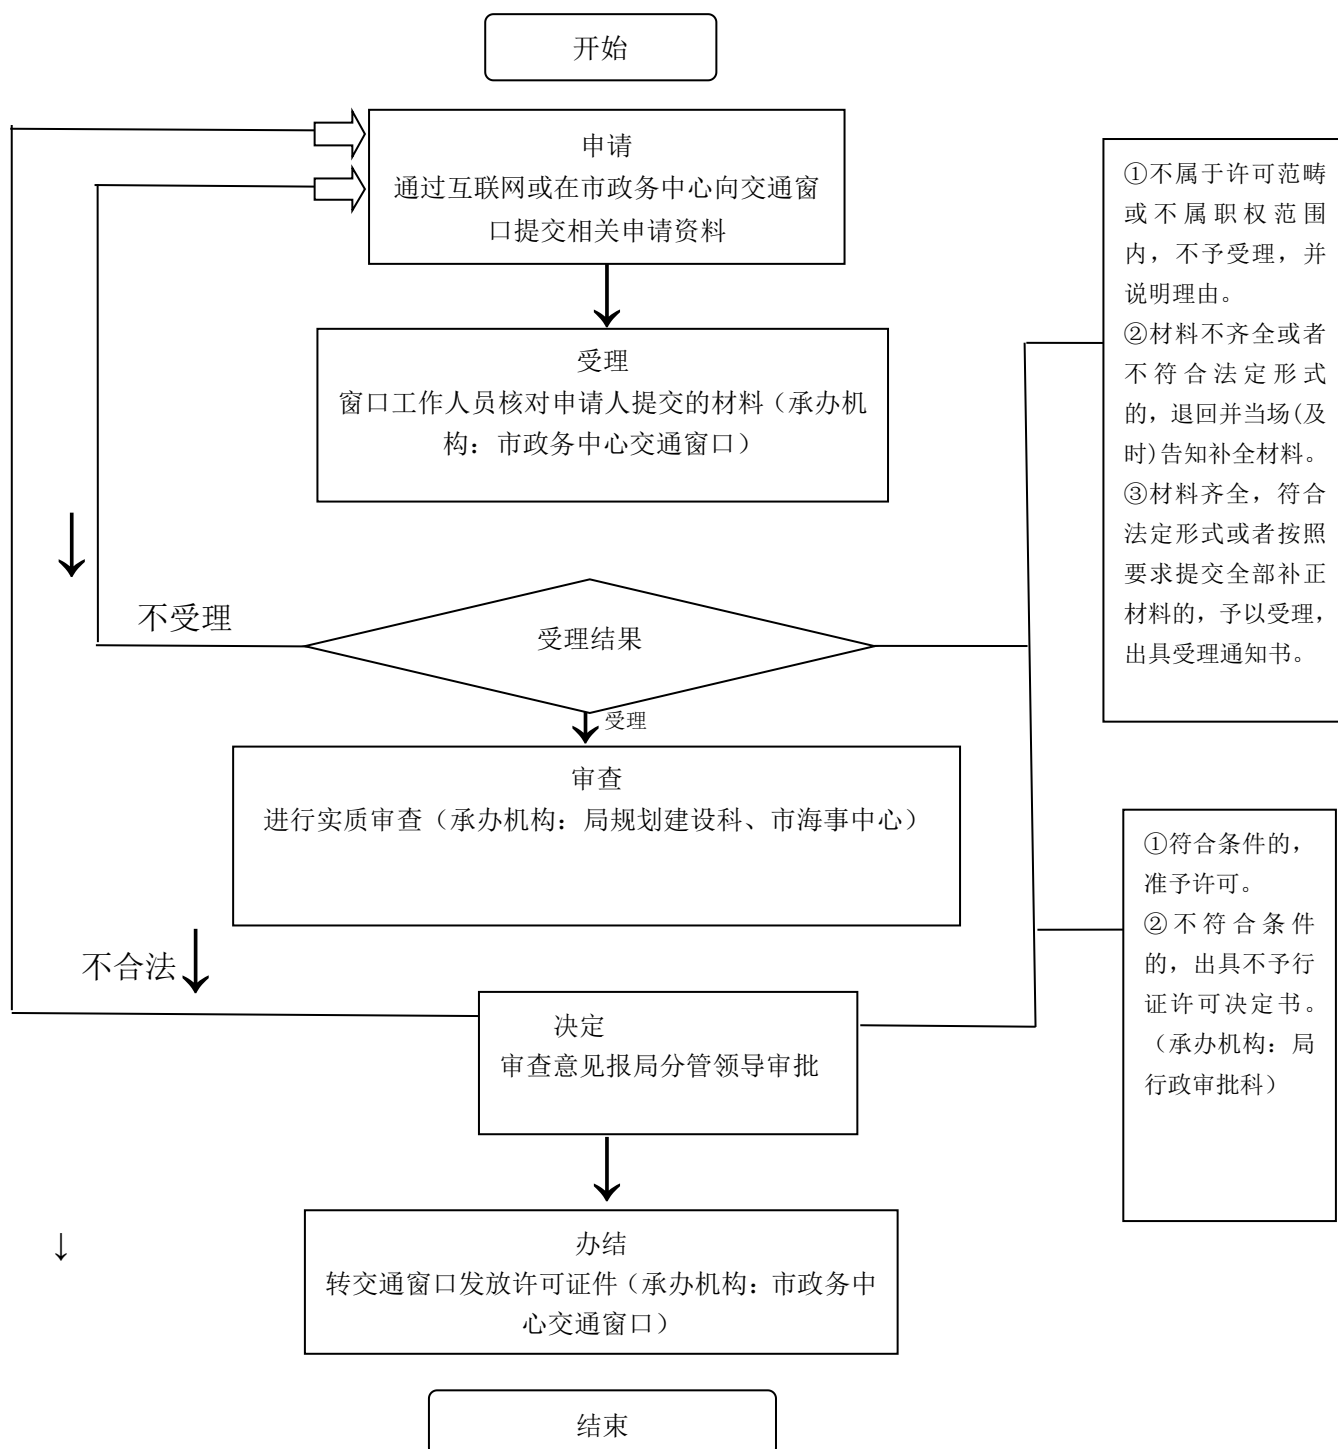 开始
申请
通过互联网或在市政务中心向交通窗
口提交相关申请资料
受理
窗口工作人员核对申请人提交的材料（承办机
构：市政务中心交通窗口）
不受理
受理结果
受理
审查
进行实质审查（承办机构：局规划建设科、市海事中心）
不合法
决定
审查意见报局分管领导审批
办结
转交通窗口发放许可证件（承办机构：市政务中
心交通窗口）
结束
①不属于许可范畴
或不属职权范围
内，不予受理，并
说明理由。
②材料不齐全或者
不符合法定形式
的，退回并当场(及
时)告知补全材料。
③材料齐全，符合
法定形式或者按照
要求提交全部补正
材料的，予以受理，
出具受理通知书。
①符合条件的，
准予许可。
②不符合条件
的，出具不予行
证许可决定书。
（承办机构：局
行政审批科）